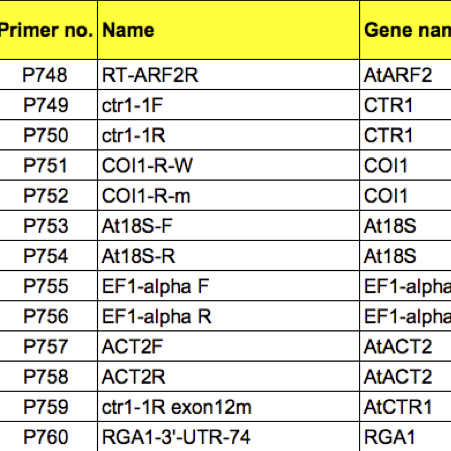 Primer no. Name Gene nam
P748 RT-ARF2R AtARF2
P749 ctr1-1F CTR1
P750 ctr1-1R CTR1
P751 COI1-R-W COI1
P752 COI1-R-m COI1
P753 At18S-F At18S
P754 At18S-R At18S
P755 EF1-alpha F EF1-alpha
P756 EF1-alpha R EF1-alpha
P757 ACT2F AtACT2
P758 ACT2R AtACT2
P759 ctr1-1R exon12m AtCTR1
P760 RGA1-3'-UTR-74 RGA1